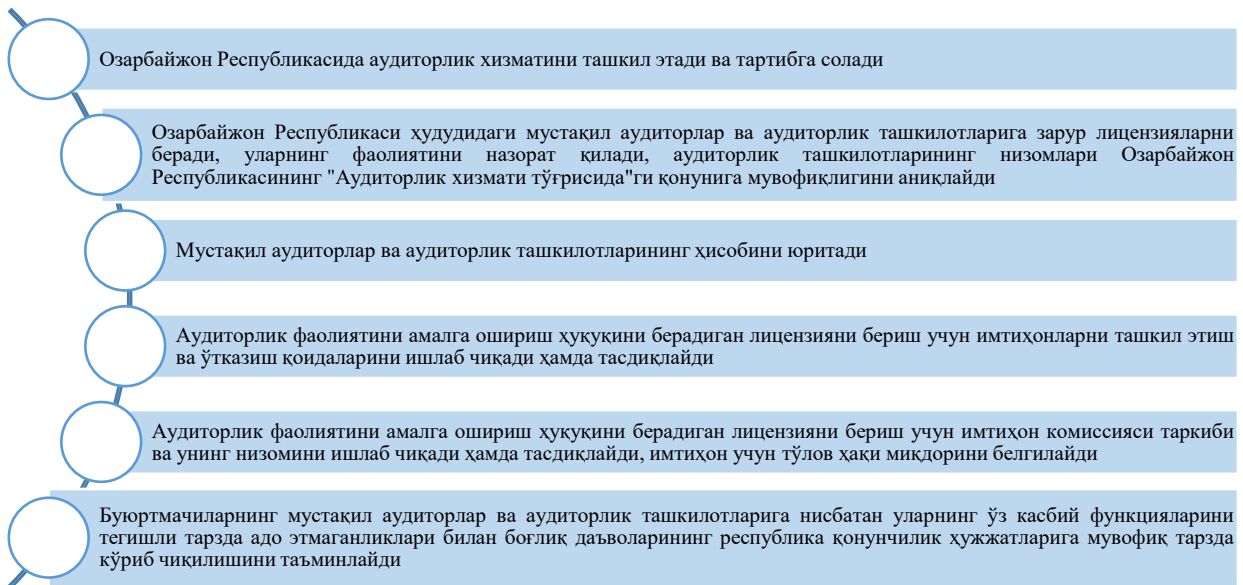 Озарбайжон Республикасида аудиторлик хизматини ташкил этади ва тартибга солади
Озарбайжон Республикаси ҳудудидаги мустақил аудиторлар ва аудиторлик ташкилотларига зарур лицензияларни
беради, уларнинг фаолиятини назорат қилади, аудиторлик ташкилотларининг низомлари Озарбайжон
Республикасининг "Аудиторлик хизмати тўғрисида"ги қонунига мувофиқлигини аниқлайди
Мустақил аудиторлар ва аудиторлик ташкилотларининг ҳисобини юритади
Аудиторлик фаолиятини амалга ошириш ҳуқуқини берадиган лицензияни бериш учун имтиҳонларни ташкил этиш
ва ўтказиш қоидаларини ишлаб чиқади ҳамда тасдиқлайди
Аудиторлик фаолиятини амалга ошириш ҳуқуқини берадиган лицензияни бериш учун имтиҳон комиссияси таркиби
ва унинг низомини ишлаб чиқади ҳамда тасдиқлайди, имтиҳон учун тўлов ҳақи миқдорини белгилайди
Буюртмачиларнинг мустақил аудиторлар ва аудиторлик ташкилотларига нисбатан уларнинг ўз касбий функцияларини
тегишли тарзда адо этмаганликлари билан боғлиқ даъволарининг республика қонунчилик ҳужжатларига мувофиқ тарзда
кўриб чиқилишини таъминлайди